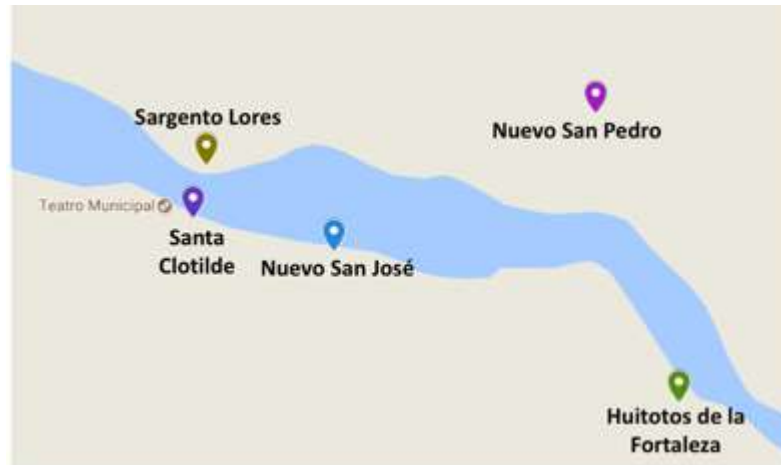 Sargento Lores
Nuevo San Pedro
Teatro Municipal
Santa
Clotilde
Nuevo San José
Huitotos de la
Fortaleza